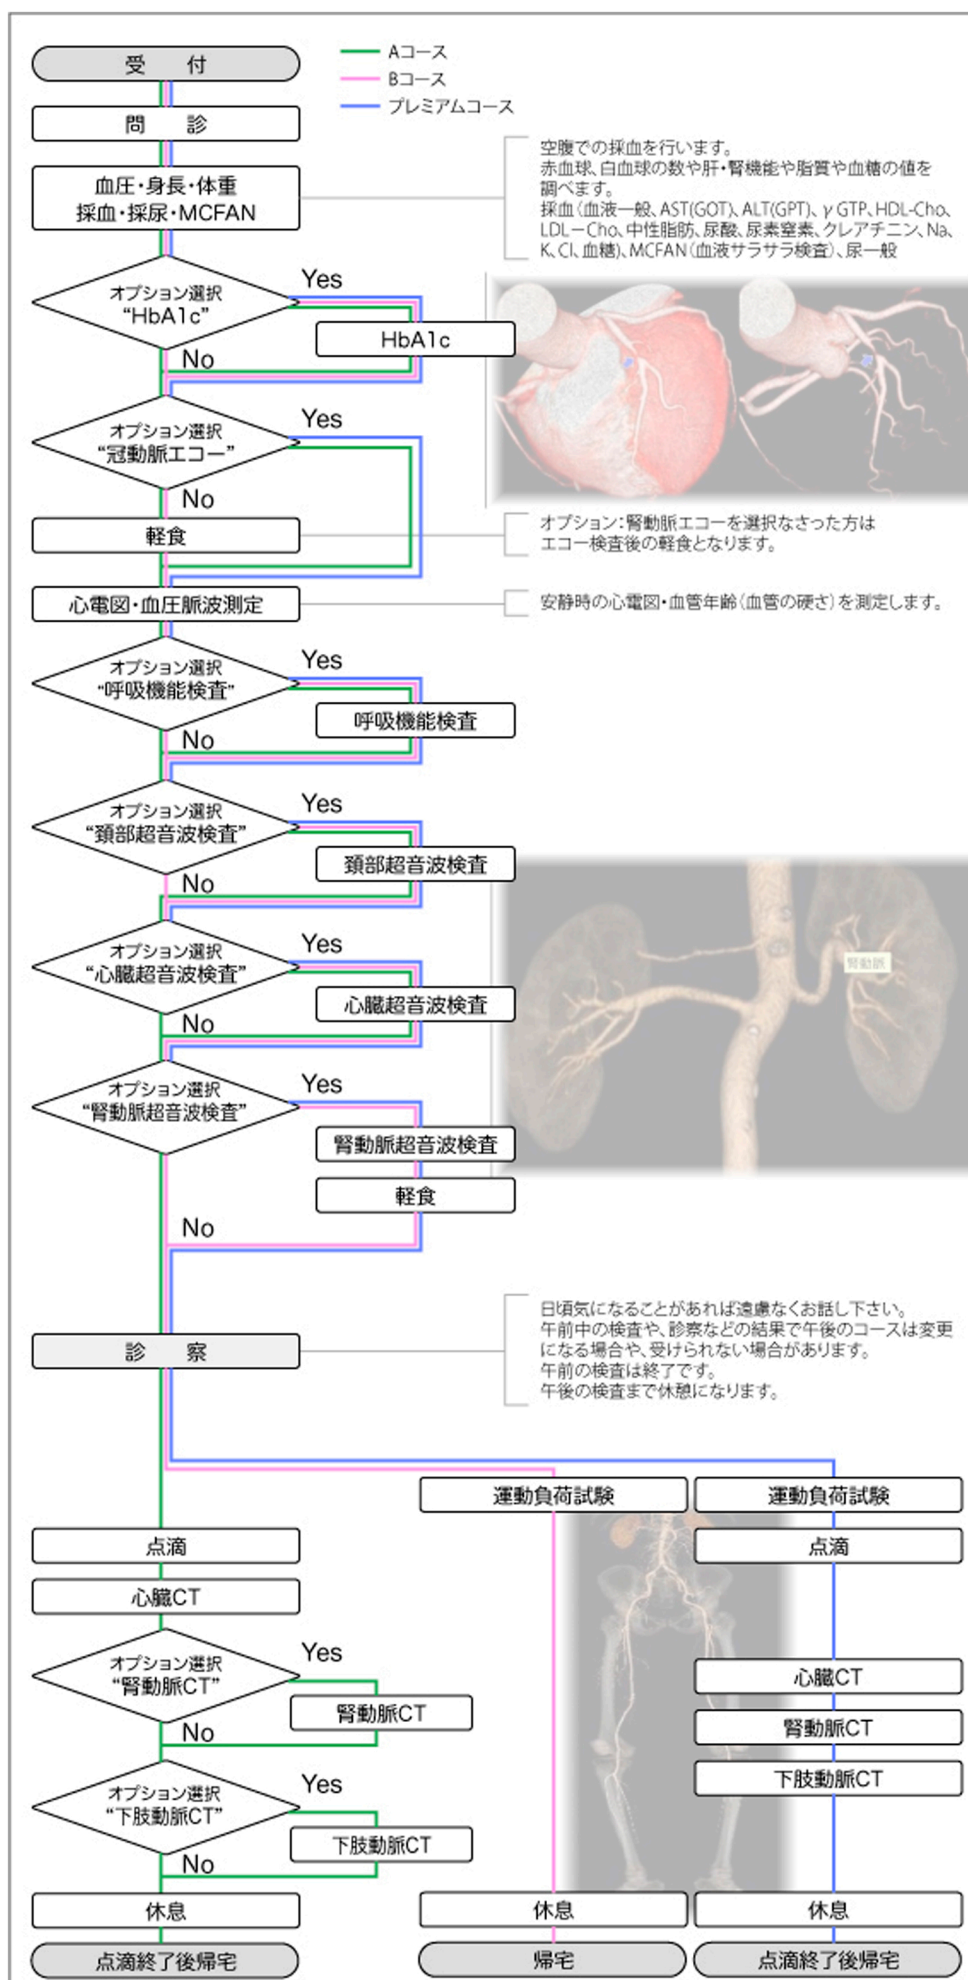 受　付
Aコース
Bコース
プレミアムコース
問　診
血圧・身長・体重
採血・採尿・MCFAN
空腹での採血を行います。
赤血球、白血球の数や肝・腎機能や脂質や血糖の値を
調べます。
採血（血液一般、AST(GOT)、ALT(GPT)、γGTP、HDL-Cho、
LDL－Cho、中性脂肪、尿酸、尿素窒素、クレアチニン、Na、
K、Cl、血糖）、MCFAN（血液サラサラ検査）、尿一般
オプション選択
“HbA1c”
Yes
HbA1c
No
オプション選択
“冠動脈エコー”
Yes
No
軽食
オプション：腎動脈エコーを選択なさった方は
エコー検査後の軽食となります。
心電図・血圧脈波測定
安静時の心電図・血管年齢（血管の硬さ）を測定します。
オプション選択
“呼吸機能検査”
Yes
呼吸機能検査
No
オプション選択
“頚部超音波検査”
Yes
頚部超音波検査
No
オプション選択
“心臓超音波検査”
Yes
心臓超音波検査
No
腎動脈
オプション選択
“腎動脈超音波検査”
Yes
腎動脈超音波検査
軽食
No
診　察
日頃気になることがあれば遠慮なくお話し下さい。
午前中の検査や、診察などの結果で午後のコースは変更
になる場合や、受けられない場合があります。
午前の検査は終了です。
午後の検査まで休憩になります。
運動負荷試験
運動負荷試験
点滴
点滴
心臓CT
オプション選択
“腎動脈CT”
Yes
腎動脈CT
No
心臓CT
腎動脈CT
下肢動脈CT
オプション選択
“下肢動脈CT”
Yes
下肢動脈CT
No
休息
休息
休息
点滴終了後帰宅
帰宅
点滴終了後帰宅